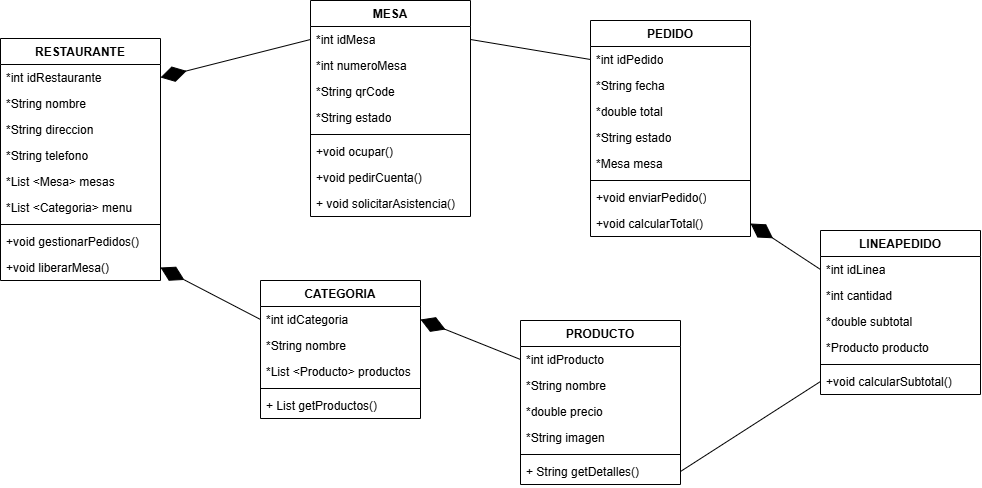 RESTAURANTE
*int idRestaurante
*String nombre
*String direccion
*String telefono
*List <Mesa> mesas
*List <Categoria> menu
+void gestionarPedidos()
+void liberarMesa()
MESA
*int idMesa
*int numeroMesa
*String qrCode
*String estado
+void ocupar()
+void pedirCuenta()
+ void solicitarAsistencia()
PEDIDO
*int idPedido
*String fecha
*double total
*String estado
*Mesa mesa
+void enviarPedido()
+void calcularTotal()
CATEGORIA
*int idCategoria
*String nombre
*List <Producto> productos
+ List getProductos()
PRODUCTO
*int idProducto
*String nombre
*double precio
*String imagen
+ String getDetalles()
LINEAPEDIDO
*int idLinea
*int cantidad
*double subtotal
*Producto producto
+void calcularSubtotal()